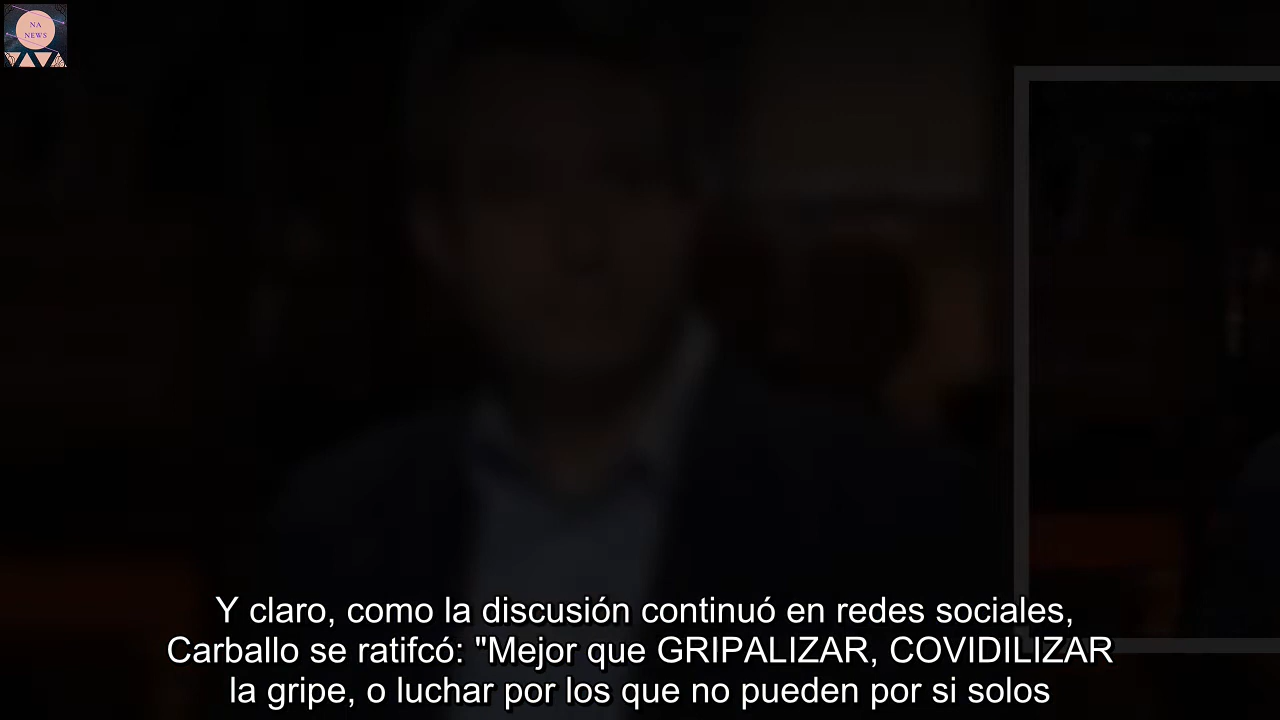 NA
NEWS
Y claro, como la discusión continuó en redes sociales,
Carballo se ratifcó: "Mejor que GRIPALIZAR, COVIDILIZAR
la gripe, o luchar por los que no pueden por si solos